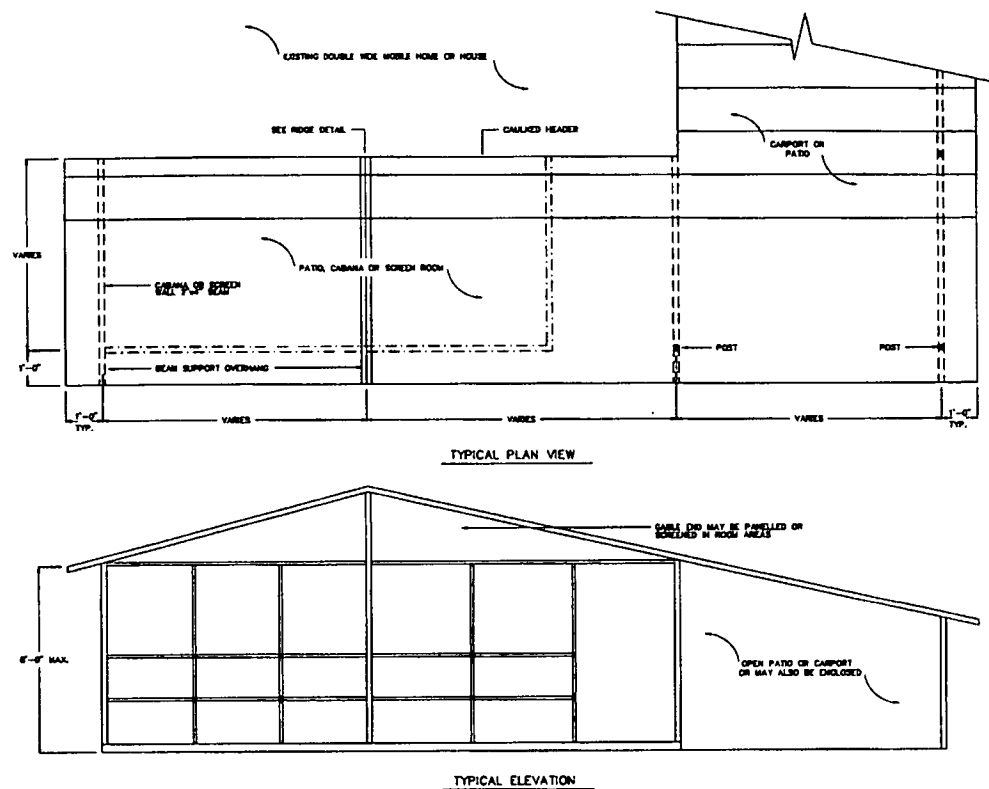 EXISTING DOUBLE WIDE MOBILE HOME OR HOUSE
SEE RIDGE DETAIL
CAULKED HEADER
CARPORT OR
PATIO
VARIES
PATIO, CABANA OR SCREEN ROOM
CABANA OR SCREEN
WALL BEAM
1'-0"
BEAM SUPPORT OVERHANG
POST
POST
1'-0"
TYP.
VARIES
VARIES
VARIES
1'-0"
TYP.
TYPICAL PLAN VIEW
GABLE END MAY BE PANELLED OR
SCREENED IN ROOM AREAS
MAX.
OPEN PATIO OR CARPORT
OR MAY ALSO BE ENCLOSED
TYPICAL ELEVATION